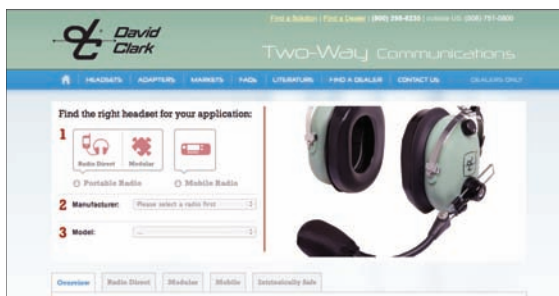 Find a Solution | Find a Dealer | (800) 298-6235 | outside US: (508) 751-5800
David
Clark
Two-Way Communications
HEADSETS ADAPTERS MARKETS FAQs LITERATURE FIND A DEALER CONTACT US DEALERS ONLY
Find the right headset for your application:
1
Radio Direct Modular
Portable Radio Mobile Radio
2 Manufacturer: Please select a radio first
3 Model: ...
Overview Radio Direct Modular Mobile Intrinsically Safe